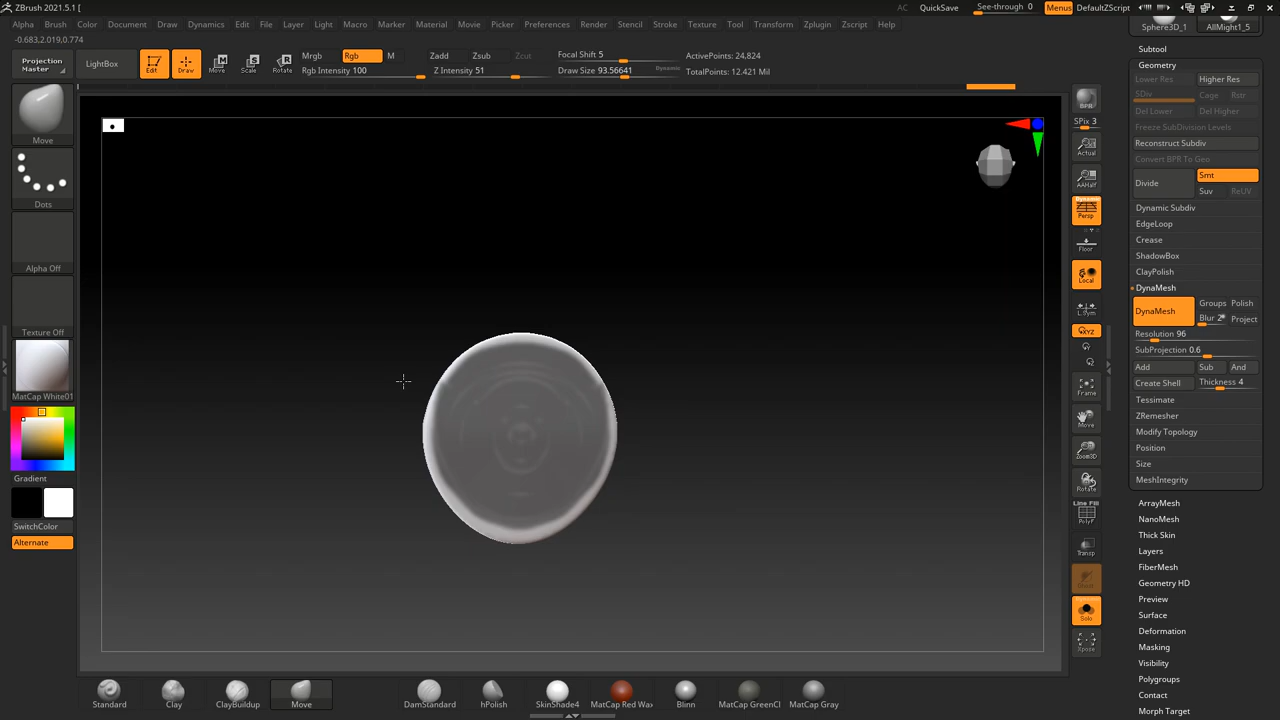 ZBrush 2021.5.1 [
AC QuickSave See-through 0 Menus DefaultZScript
Alpha Brush Color Document Draw Dynamics Edit File Layer Light Macro Marker Material Movie Picker Preferences Render Stencil Stroke Texture Tool Transform Zplugin Zscript Help
-0.683,2.019,0.774
Projection Master
LightBox
Edit
Draw
Move
Scale
Rotate
Mrgb Rgb M
Rgb Intensity 100
Zadd Zsub Zcut
Z Intensity 51
Focal Shift 5
Draw Size 93.56641 Dynamic
ActivePoints: 24.824
TotalPoints: 12.421 Mil
Move
Dots
Alpha Off
Texture Off
MatCap White01
Gradient
SwitchColor
Alternate
BPR
SPix 3
Actual
AAHalf
Dynamic
Persp
Floor
Local
L.Sym
XYZ
Frame
Move
Zoom3D
Rotate
Line Fill
PolyF
Transp
Ghost
Dynamic
Solo
Xpose
Sphere3D_1 AllMight1_5
Subtool
Geometry
Lower Res Higher Res
SDiv Cage Rstr
Del Lower Del Higher
Freeze SubDivision Levels
Reconstruct Subdiv
Convert BPR To Geo
Divide Smt
Suv ReUV
Dynamic Subdiv
EdgeLoop
Crease
ShadowBox
ClayPolish
DynaMesh
DynaMesh Groups Polish
Blur 2 Project
Resolution 96
SubProjection 0.6
Add Sub And
Create Shell Thickness 4
Tessimate
ZRemesher
Modify Topology
Position
Size
MeshIntegrity
ArrayMesh
NanoMesh
Thick Skin
Layers
FiberMesh
Geometry HD
Preview
Surface
Deformation
Masking
Visibility
Polygroups
Contact
Morph Target
Standard Clay ClayBuildup Move DamStandard hPolish SkinShade4 MatCap Red Wax Blinn MatCap GreenCl MatCap Gray